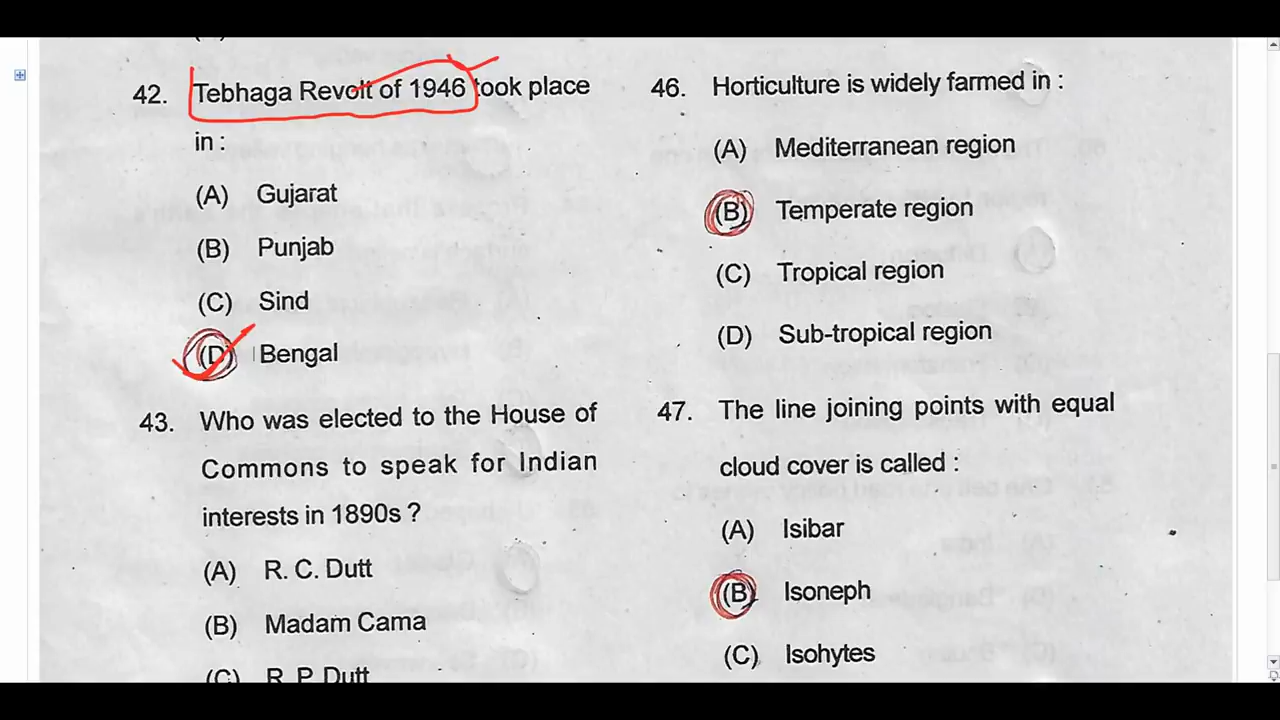 42. Tebhaga Revolt of 1946 took place
in :
(A) Gujarat
(B) Punjab
(C) Sind
(D) Bengal
43. Who was elected to the House of
Commons to speak for Indian
interests in 1890s ?
(A) R. C. Dutt
(B) Madam Cama
(C) R. P. Dutt
46. Horticulture is widely farmed in :
(A) Mediterranean region
(B) Temperate region
(C) Tropical region
(D) Sub-tropical region
47. The line joining points with equal
cloud cover is called :
(A) Isibar
(B) Isoneph
(C) Isohytes